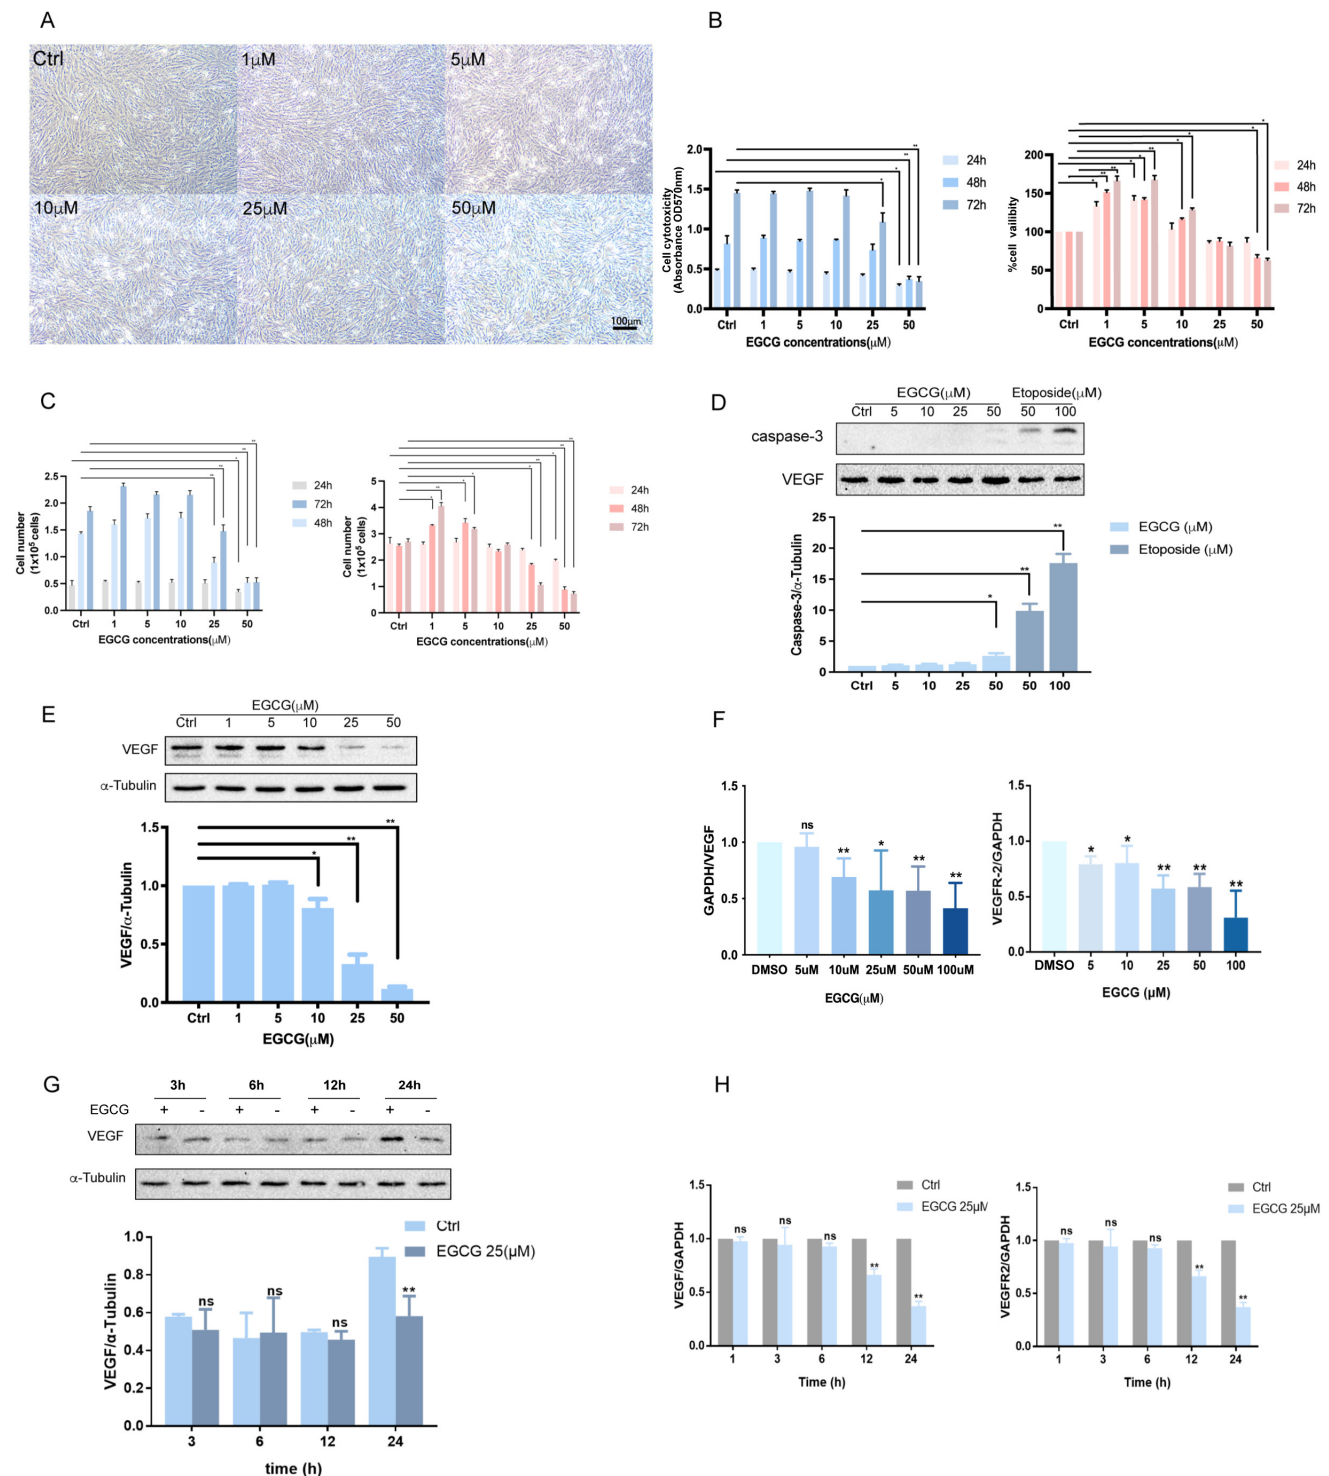 A
Ctrl
1μM
5μM
10μM
25μM
50μM
100μm
B
Cell cytotoxicity
(Absorbance OD570nm)
2.0
1.5
1.0
0.5
0.0
Ctrl 1 5 10 25 50
EGCG concentrations(μM)
24h
48h
72h
* ** ** **
%cell vailibity
200
150
100
50
0
Ctrl 1 5 10 25 50
EGCG concentrations(μM)
24h
48h
72h
C
Cell number
(1x10⁵ cells)
2.5
2.0
1.5
1.0
0.5
0.0
Ctrl 1 5 10 25 50
EGCG concentrations(μM)
24h
72h
48h
Cell number
(1x10⁵ cells)
5
4
3
2
1
0
Ctrl 1 5 10 25 50
EGCG concentrations(μM)
24h
48h
72h
D
EGCG(μM) Etoposide(μM)
Ctrl 5 10 25 50 50 100
caspase-3
VEGF
Caspase-3/α-Tubulin
25
20
15
10
5
0
** ** *
Ctrl 5 10 25 50 50 100
EGCG (μM)
Etoposide (μM)
E
EGCG(μM)
Ctrl 1 5 10 25 50
VEGF
α-Tubulin
VEGF/α-Tubulin
1.5
1.0
0.5
0.0
** ** *
Ctrl 1 5 10 25 50
EGCG(μM)
F
GAPDH/VEGF
1.5
1.0
0.5
0.0
ns ** * ** **
DMSO 5uM 10uM 25uM 50uM 100uM
EGCG(μM)
VEGFR-2/GAPDH
1.5
1.0
0.5
0.0
* * ** ** **
DMSO 5 10 25 50 100
EGCG (μM)
G
3h 6h 12h 24h
EGCG + - + - + - + -
VEGF
α-Tubulin
VEGF/α-Tubulin
1.0
0.8
0.6
0.4
0.2
0.0
ns ns ns **
3 6 12 24
time (h)
Ctrl
EGCG 25(μM)
H
VEGF/GAPDH
1.5
1.0
0.5
0.0
ns ns ns ** **
1 3 6 12 24
Time (h)
Ctrl
EGCG 25μM
VEGFR2/GAPDH
1.5
1.0
0.5
0.0
ns ns ns ** **
1 3 6 12 24
Time (h)
Ctrl
EGCG 25μM